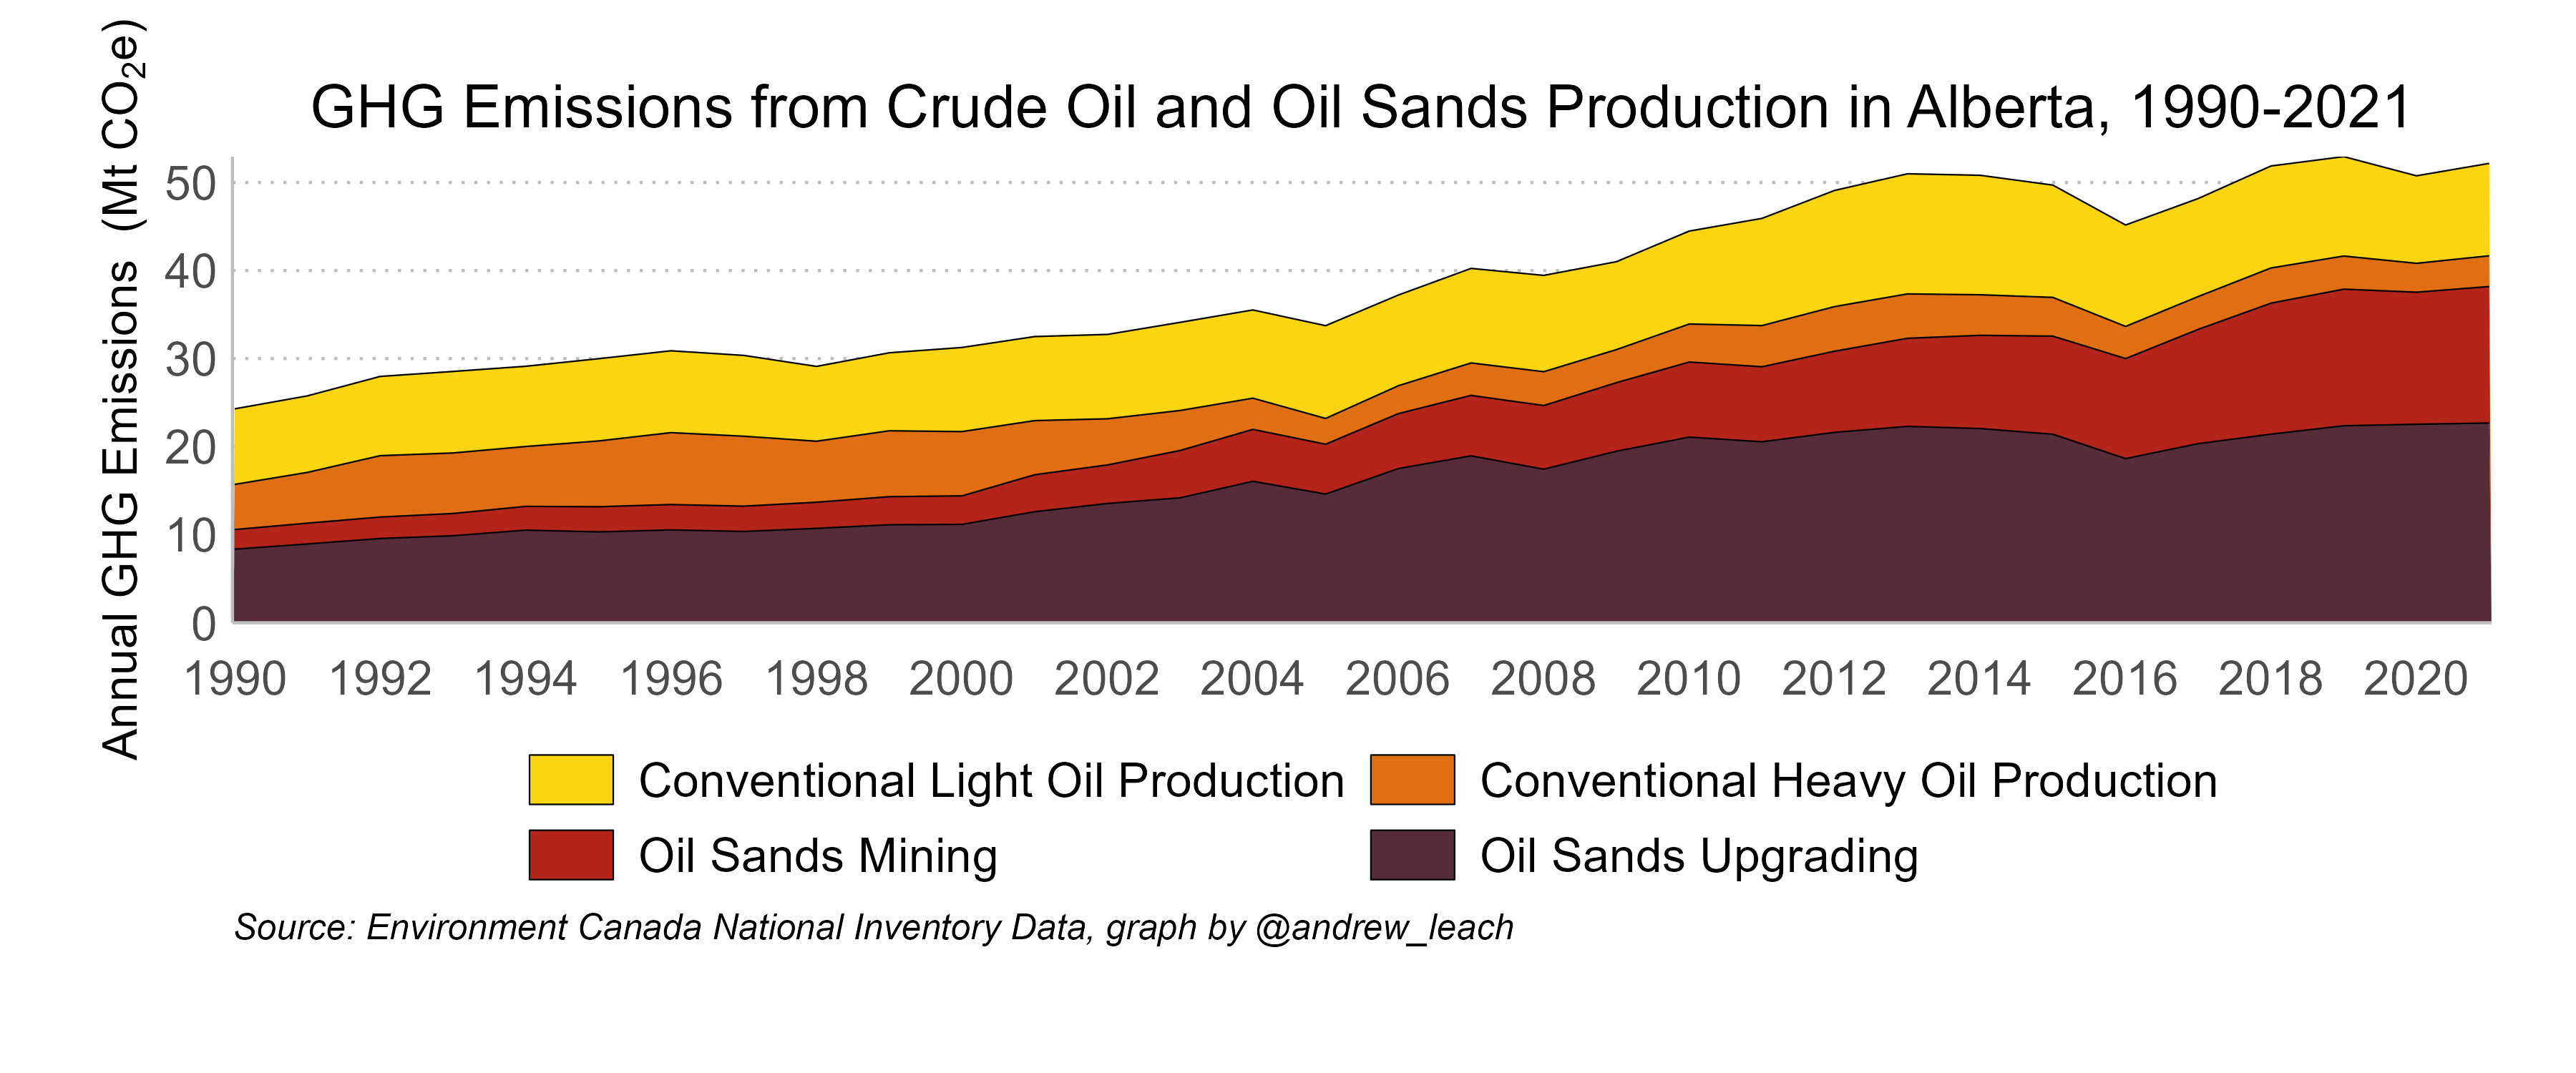 GHG Emissions from Crude Oil and Oil Sands Production in Alberta, 1990-2021
Annual GHG Emissions (Mt CO₂e)
50
40
30
20
10
0
1990 1992 1994 1996 1998 2000 2002 2004 2006 2008 2010 2012 2014 2016 2018 2020
Conventional Light Oil Production Conventional Heavy Oil Production
Oil Sands Mining Oil Sands Upgrading
Source: Environment Canada National Inventory Data, graph by @andrew_leach